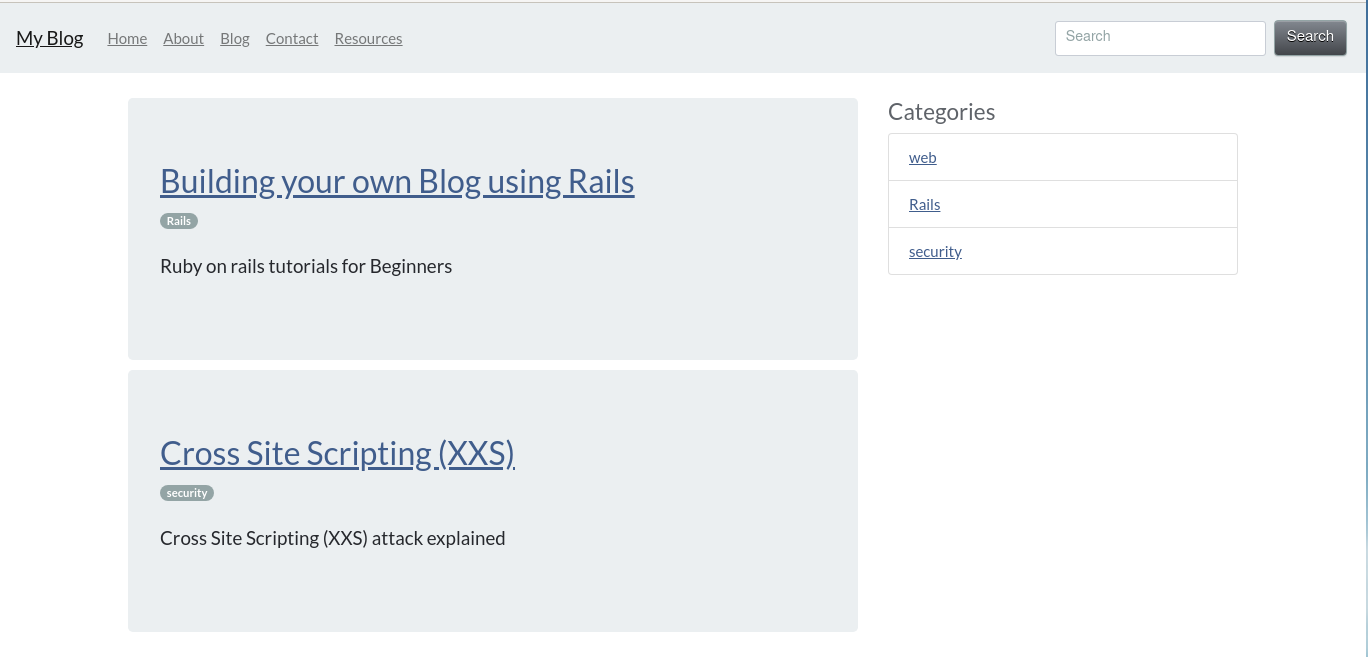 My Blog Home About Blog Contact Resources Search Search
Building your own Blog using Rails
Rails
Ruby on rails tutorials for Beginners
Cross Site Scripting (XXS)
security
Cross Site Scripting (XXS) attack explained
Categories
web
Rails
security